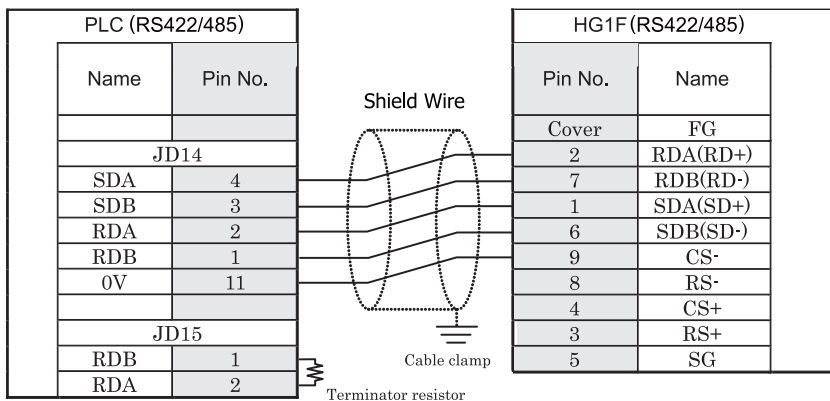 PLC (RS422/485)
Name Pin No.
JD14
SDA 4
SDB 3
RDA 2
RDB 1
0V 11
JD15
RDB 1
RDA 2
Shield Wire
Cable clamp
Terminator resistor
HG1F(RS422/485)
Pin No. Name
Cover FG
2 RDA(RD+)
7 RDB(RD-)
1 SDA(SD+)
6 SDB(SD-)
9 CS-
8 RS-
4 CS+
3 RS+
5 SG